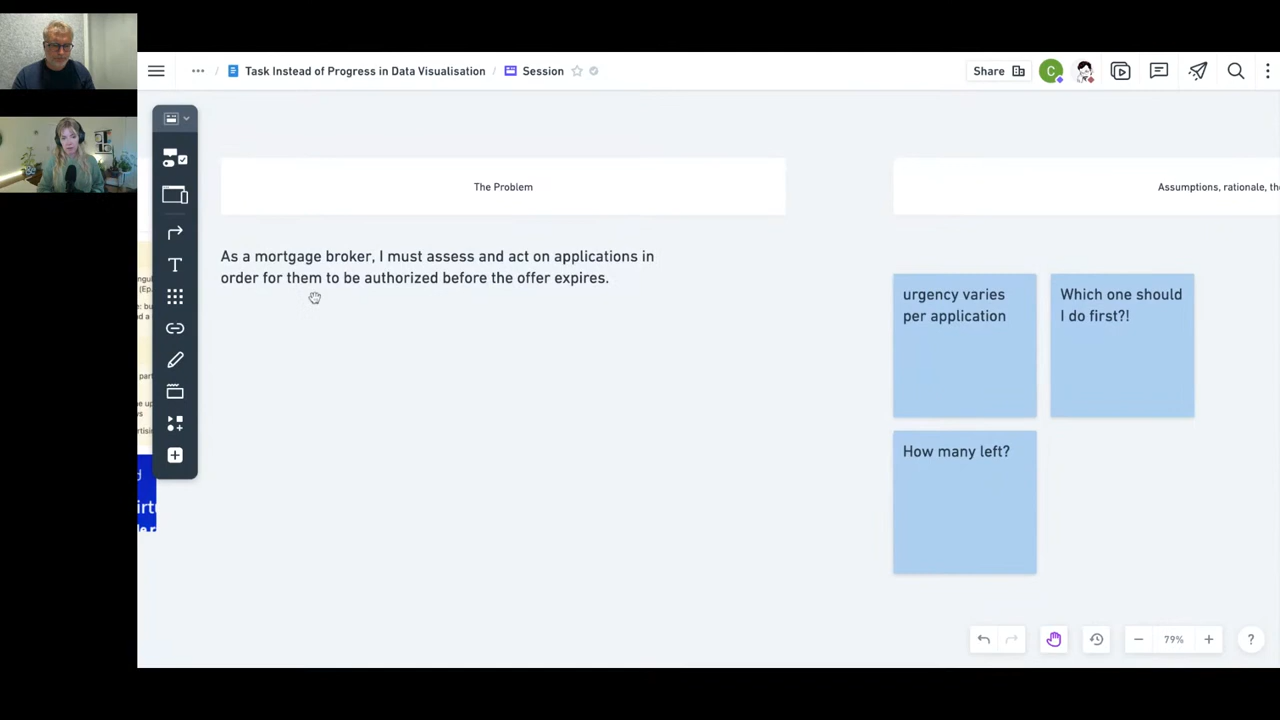 Task Instead of Progress in Data Visualisation / Session
Share
C
The Problem
Assumptions, rationale, th
As a mortgage broker, I must assess and act on applications in
order for them to be authorized before the offer expires.
urgency varies
per application
Which one should
I do first?!
How many left?
T
79%
?